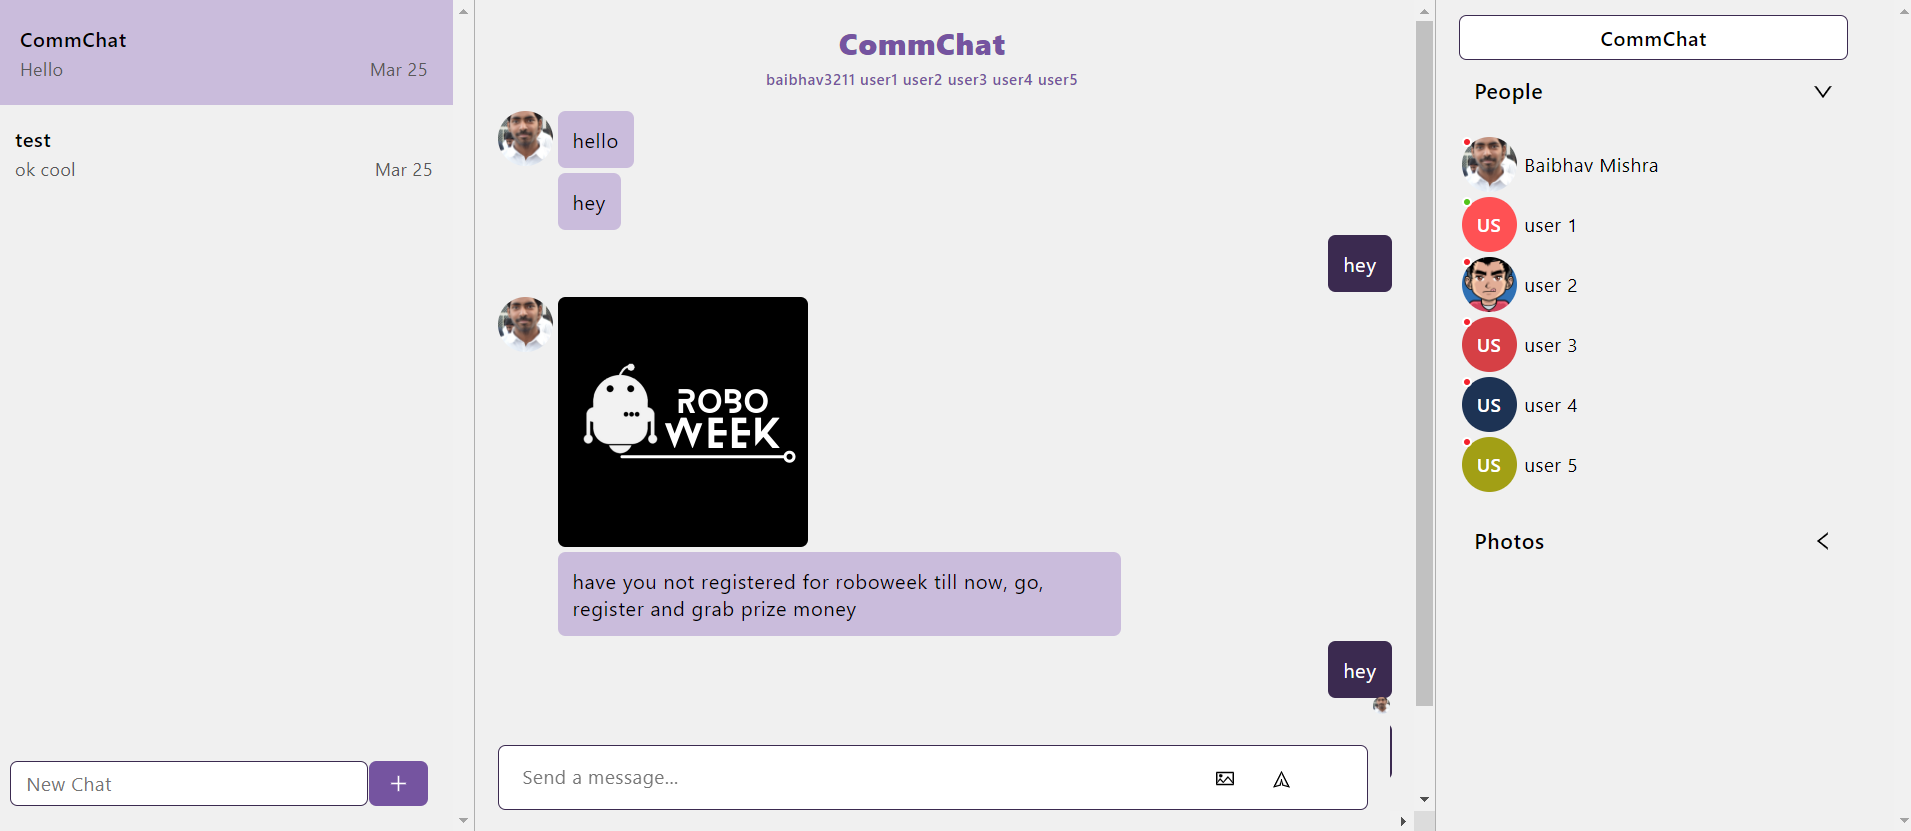 CommChat
Hello
Mar 25
test
ok cool
Mar 25
New Chat
CommChat
baibhav3211 user1 user2 user3 user4 user5
hello
hey
hey
ROBO
WEEK
have you not registered for roboweek till now, go,
register and grab prize money
hey
Send a message...
CommChat
People
Baibhav Mishra
US
user 1
user 2
US
user 3
US
user 4
US
user 5
Photos